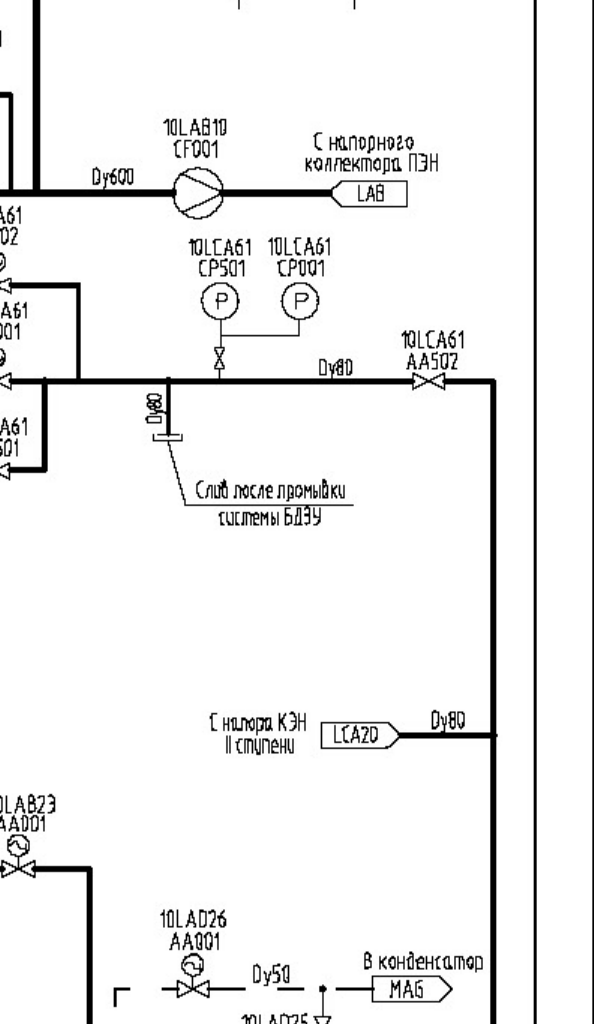 10LAB10
CF001
С напорного
коллектора ПЭН
Dy600
LAB
A61
02
10LCA61
CP501
10LCA61
CP001
P
P
A61
001
10LCA61
AA502
Dy80
Dy80
A61
501
Слив после промывки
системы БДЗУ
С напора КЭН
II ступени
LCA20
Dy80
0LAB23
AA001
10LAD26
AA001
Dy50
В конденсатор
MAG
10LAD25